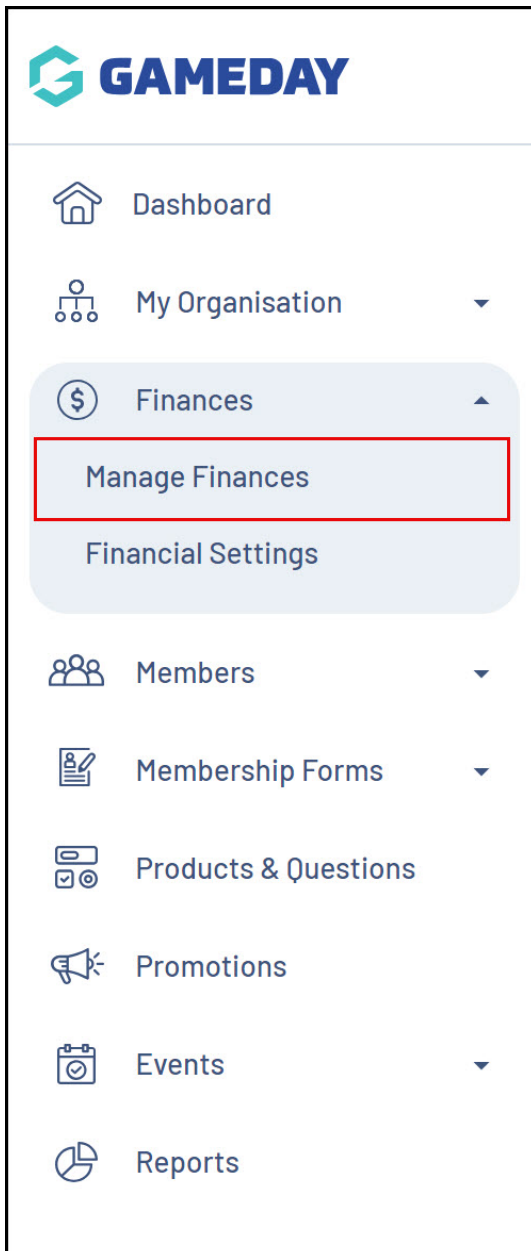 GAMEDAY
Dashboard
My Organisation
$ Finances
Manage Finances
Financial Settings
Members
Membership Forms
Products & Questions
Promotions
Events
Reports